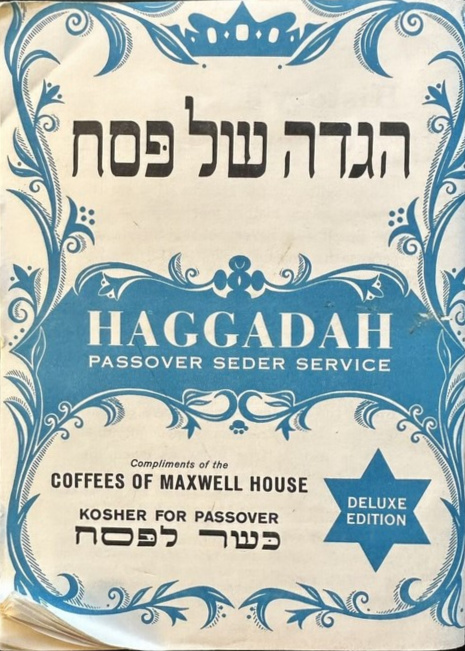 הגדה של פסח
HAGGADAH
PASSOVER SEDER SERVICE
Compliments of the
COFFEES OF MAXWELL HOUSE
KOSHER FOR PASSOVER
כשר לפסח
DELUXE
EDITION